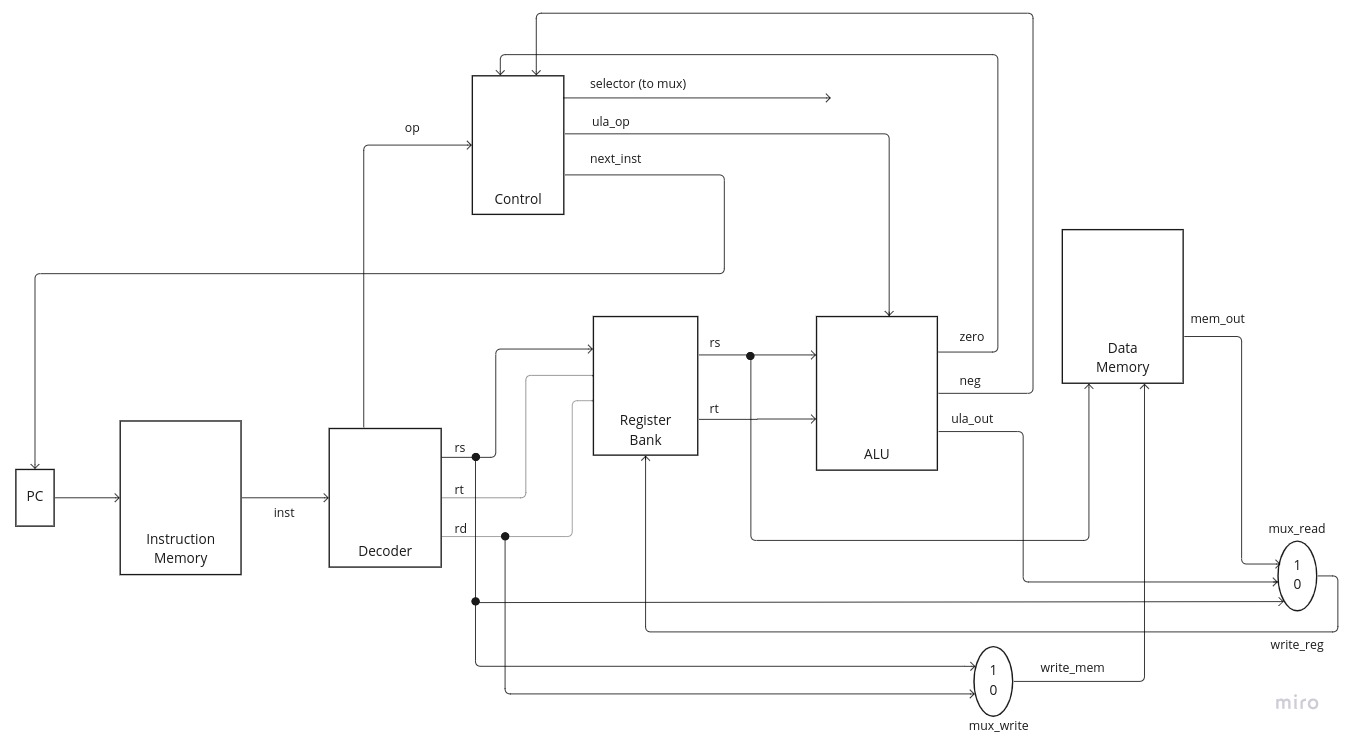 selector (to mux)
ula_op
op
next_inst
Control
mem_out
zero
rs
Data
Memory
neg
rt
ula_out
Register
Bank
rs
ALU
rt
PC
inst
rd
mux_read
Instruction
Memory
Decoder
1
0
write_reg
write_mem
1
0
mux_write
miro